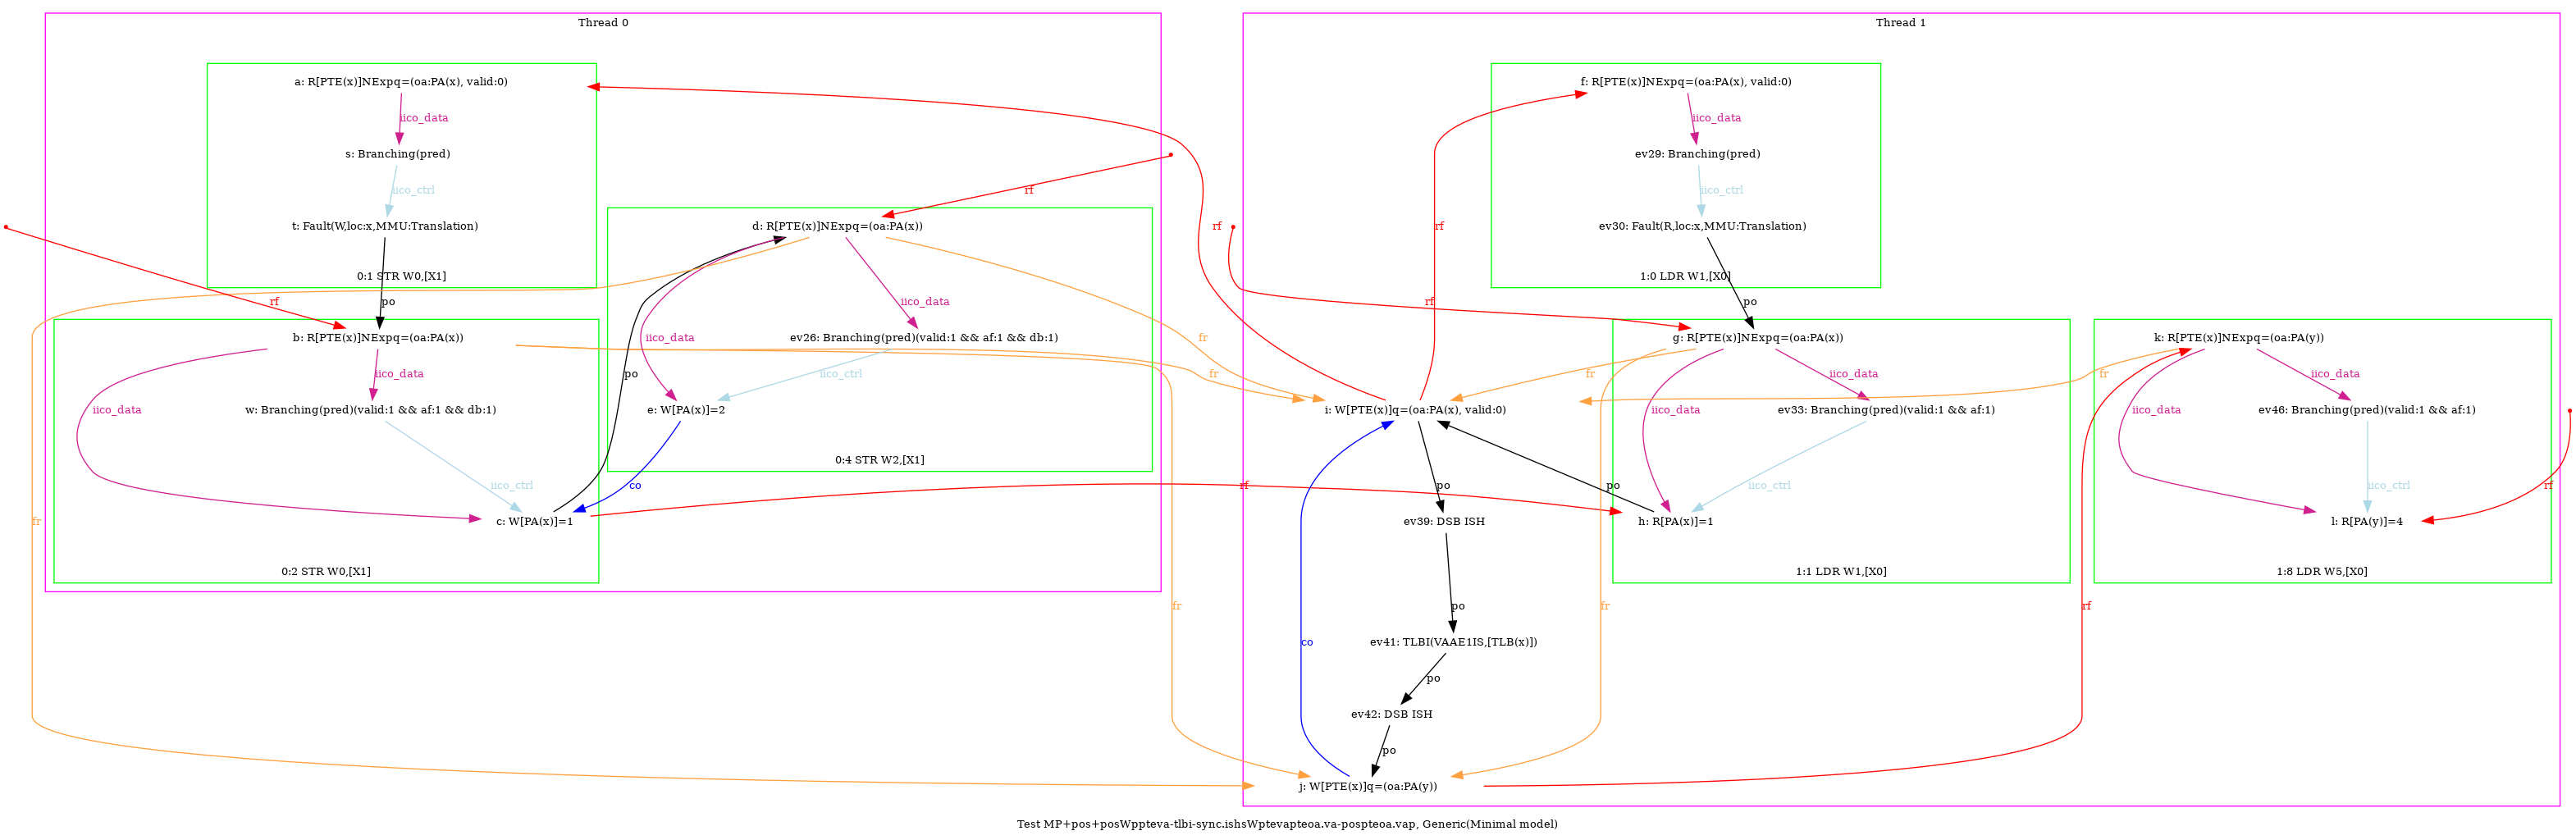 Thread 0
Thread 1
a: R[PTE(x)]NExpq=(oa:PA(x), valid:0)
f: R[PTE(x)]NExpq=(oa:PA(x), valid:0)
iico_data
iico_data
s: Branching(pred)
ev29: Branching(pred)
iico_ctrl
rf
iico_ctrl
t: Fault(W,loc:x,MMU:Translation)
d: R[PTE(x)]NExpq=(oa:PA(x))
rf
rf
ev30: Fault(R,loc:x,MMU:Translation)
0:1 STR W0,[X1]
1:0 LDR W1,[X0]
rf
po
iico_data
rf
po
b: R[PTE(x)]NExpq=(oa:PA(x))
iico_data
ev26: Branching(pred)(valid:1 && af:1 && db:1)
fr
g: R[PTE(x)]NExpq=(oa:PA(x))
k: R[PTE(x)]NExpq=(oa:PA(y))
iico_data
iico_data
po
iico_ctrl
fr
fr
iico_data
iico_data
fr
iico_data
iico_data
w: Branching(pred)(valid:1 && af:1 && db:1)
e: W[PA(x)]=2
i: W[PTE(x)]q=(oa:PA(x), valid:0)
ev33: Branching(pred)(valid:1 && af:1)
ev46: Branching(pred)(valid:1 && af:1)
0:4 STR W2,[X1]
iico_ctrl
co
rf
po
po
iico_ctrl
iico_ctrl
rf
fr
c: W[PA(x)]=1
ev39: DSB ISH
h: R[PA(x)]=1
l: R[PA(y)]=4
0:2 STR W0,[X1]
1:1 LDR W1,[X0]
1:8 LDR W5,[X0]
fr
po
fr
rf
co
ev41: TLBI(VAAE1IS,[TLB(x)])
po
ev42: DSB ISH
po
j: W[PTE(x)]q=(oa:PA(y))
Test MP+pos+posWppteva-tlbi-sync.ishsWptevapteoa.va-pospteoa.vap, Generic(Minimal model)